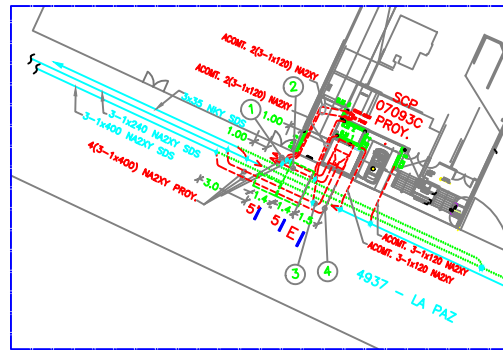 ACOMT. 2(3-1x120) NA2XY
ACOMT. 2(3-1x120) NA2XY
SCP
07093C
PROY.
2
1
1.00
1.00
3x35 NKY SDS
3-1x240 NA2XY SDS
3-1x400 NA2XY SDS
4(3-1x400) NA2XY PROY.
3.0
1.4
1.4
1.5
5
5
E
3
4
ACOMT. 3-1x120 NA2XY
ACOMT. 3-1x120 NA2XY
4937 - LA PAZ